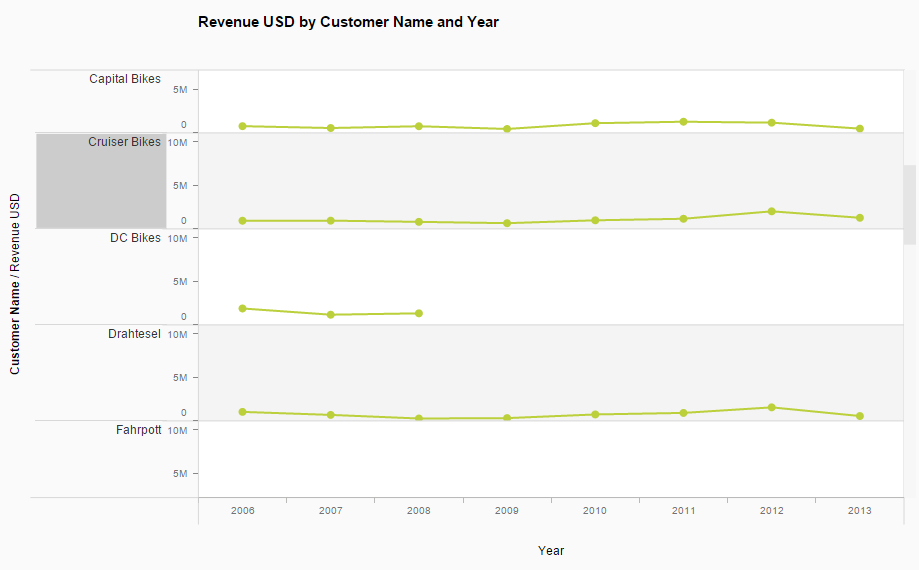 Revenue USD by Customer Name and Year
Customer Name / Revenue USD
Capital Bikes
5M
0
Cruiser Bikes
10M
5M
0
DC Bikes
10M
5M
0
Drahtesel
10M
5M
0
Fahrpott
10M
5M
2006 2007 2008 2009 2010 2011 2012 2013
Year